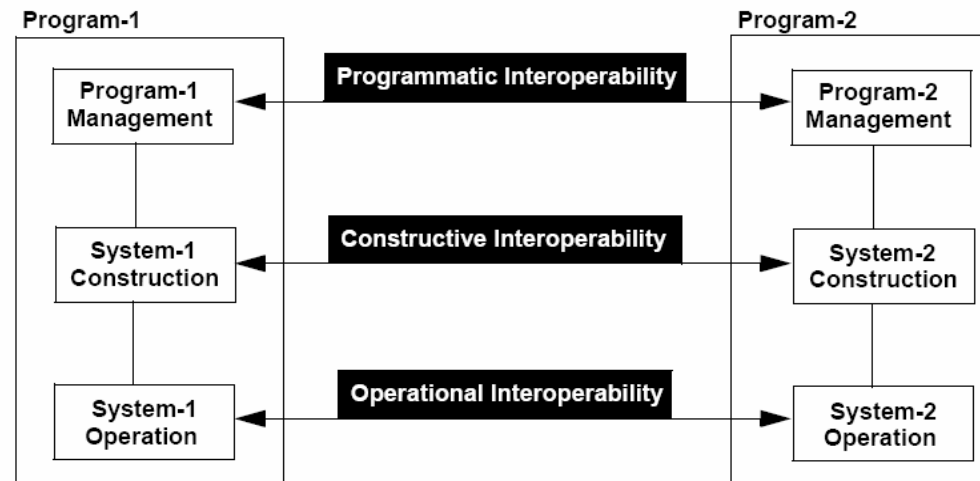 Program-1
Program-2
Programmatic Interoperability
Program-1
Management
Program-2
Management
Constructive Interoperability
System-1
Construction
System-2
Construction
Operational Interoperability
System-1
Operation
System-2
Operation